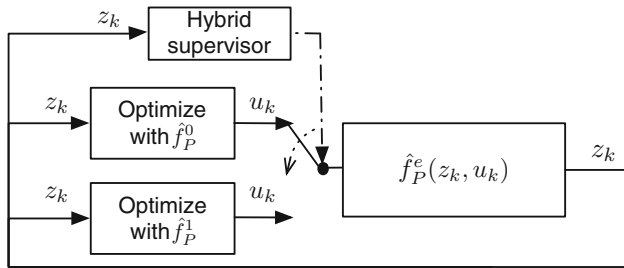 z_k
Hybrid
supervisor
z_k
Optimize
with \hat{f}_P^0
u_k
\hat{f}_P^e(z_k, u_k)
z_k
z_k
Optimize
with \hat{f}_P^1
u_k